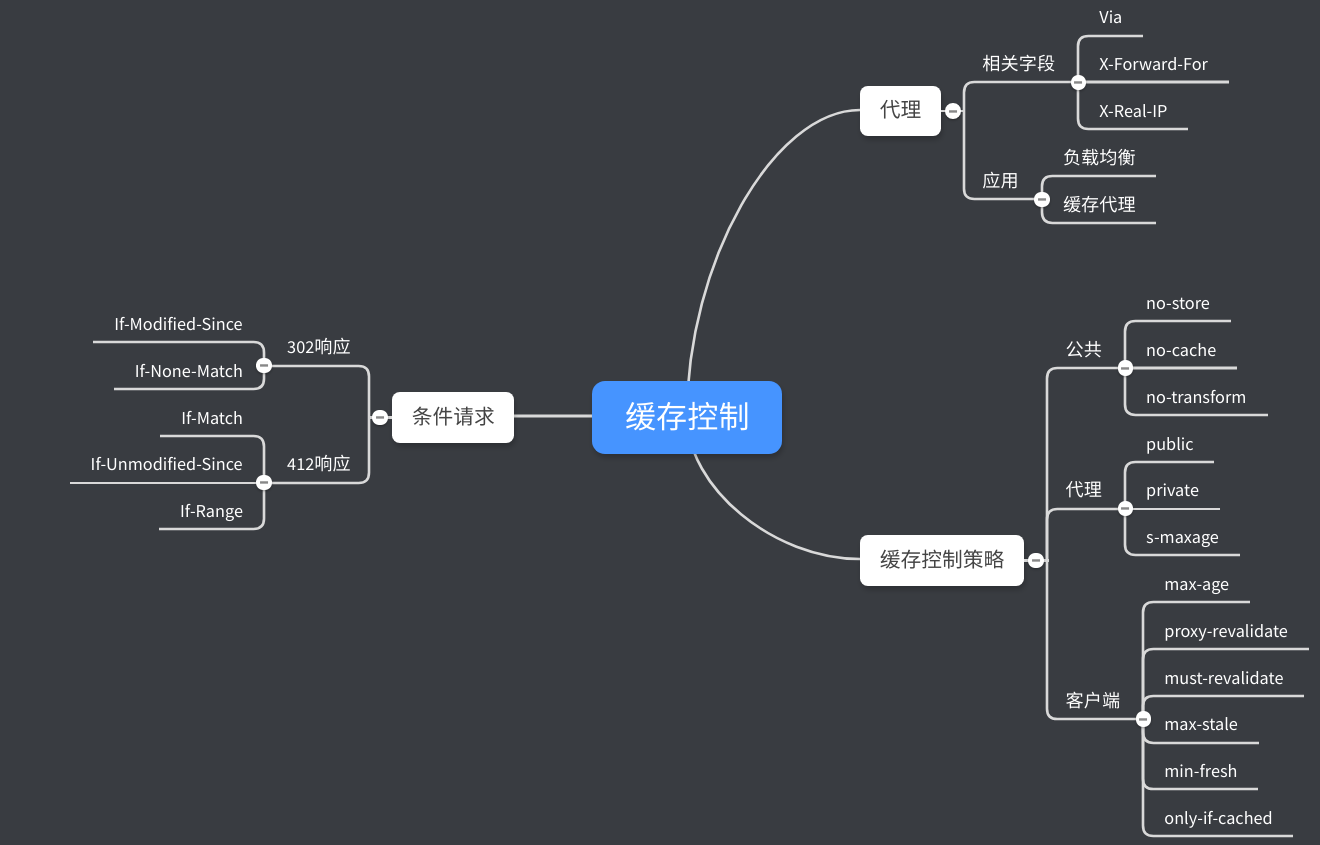 缓存控制
代理
相关字段
Via
X-Forward-For
X-Real-IP
应用
负载均衡
缓存代理
缓存控制策略
公共
no-store
no-cache
no-transform
代理
public
private
s-maxage
客户端
max-age
proxy-revalidate
must-revalidate
max-stale
min-fresh
only-if-cached
条件请求
302响应
If-Modified-Since
If-None-Match
412响应
If-Match
If-Unmodified-Since
If-Range